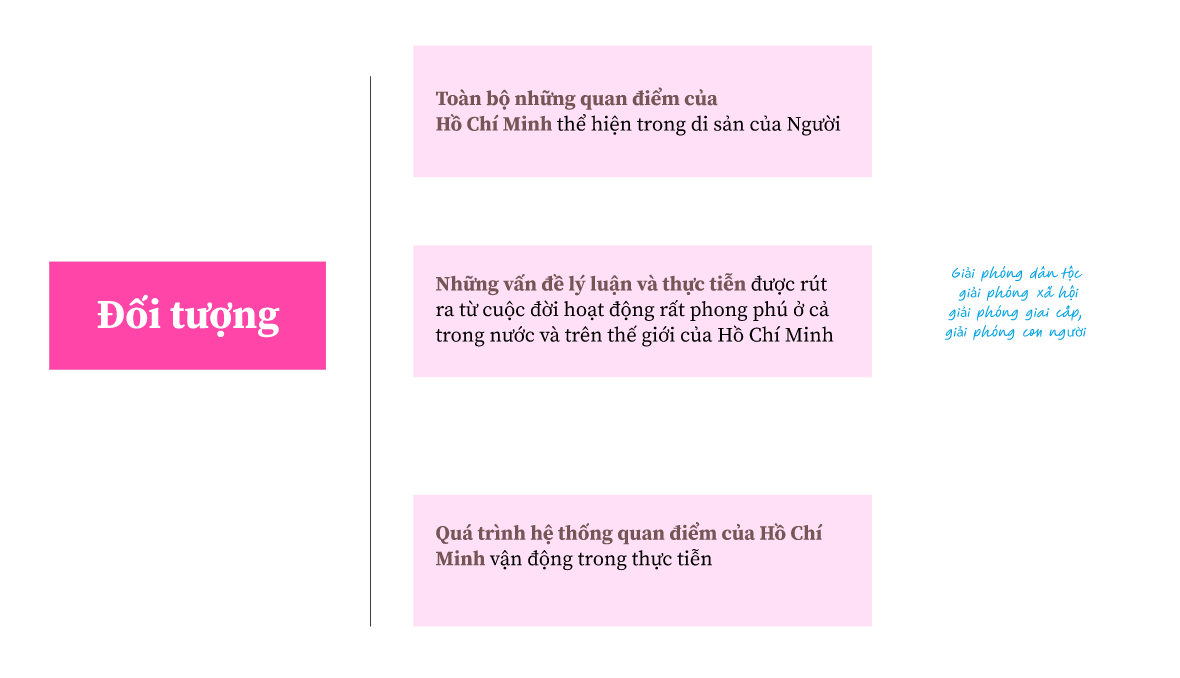 Đối tượng
Toàn bộ những quan điểm của
Hồ Chí Minh thể hiện trong di sản của Người
Những vấn đề lý luận và thực tiễn được rút
ra từ cuộc đời hoạt động rất phong phú ở cả
trong nước và trên thế giới của Hồ Chí Minh
Giải phóng dân tộc
giải phóng xã hội
giải phóng giai cấp,
giải phóng con người
Quá trình hệ thống quan điểm của Hồ Chí
Minh vận động trong thực tiễn